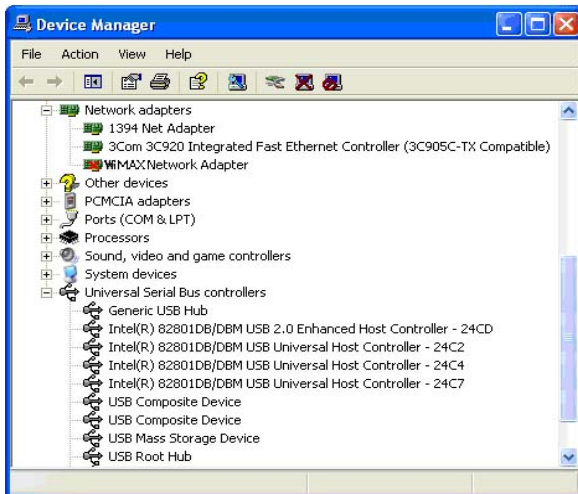 Device Manager
File Action View Help
Network adapters
1394 Net Adapter
3Com 3C920 Integrated Fast Ethernet Controller (3C905C-TX Compatible)
WiMAX Network Adapter
Other devices
PCMCIA adapters
Ports (COM & LPT)
Processors
Sound, video and game controllers
System devices
Universal Serial Bus controllers
Generic USB Hub
Intel(R) 82801DB/DBM USB 2.0 Enhanced Host Controller - 24CD
Intel(R) 82801DB/DBM USB Universal Host Controller - 24C2
Intel(R) 82801DB/DBM USB Universal Host Controller - 24C4
Intel(R) 82801DB/DBM USB Universal Host Controller - 24C7
USB Composite Device
USB Composite Device
USB Mass Storage Device
USB Root Hub